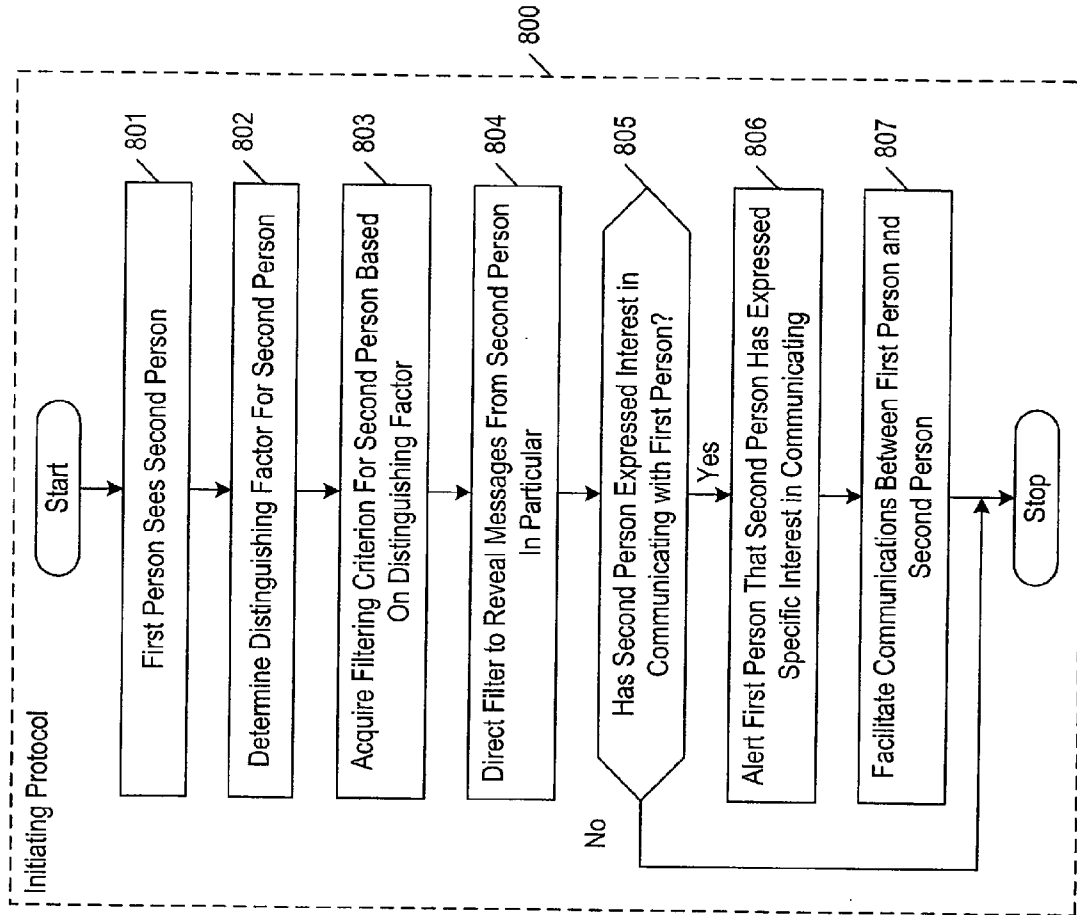 Initiating Protocol
800
Start
801
First Person Sees Second Person
802
Determine Distinguishing Factor For Second Person
803
Acquire Filtering Criterion For Second Person Based
On Distinguishing Factor
804
Direct Filter to Reveal Messages From Second Person
In Particular
805
Has Second Person Expressed Interest in
Communicating with First Person?
No
Yes
806
Alert First Person That Second Person Has Expressed
Specific Interest in Communicating
807
Facilitate Communications Between First Person and
Second Person
Stop